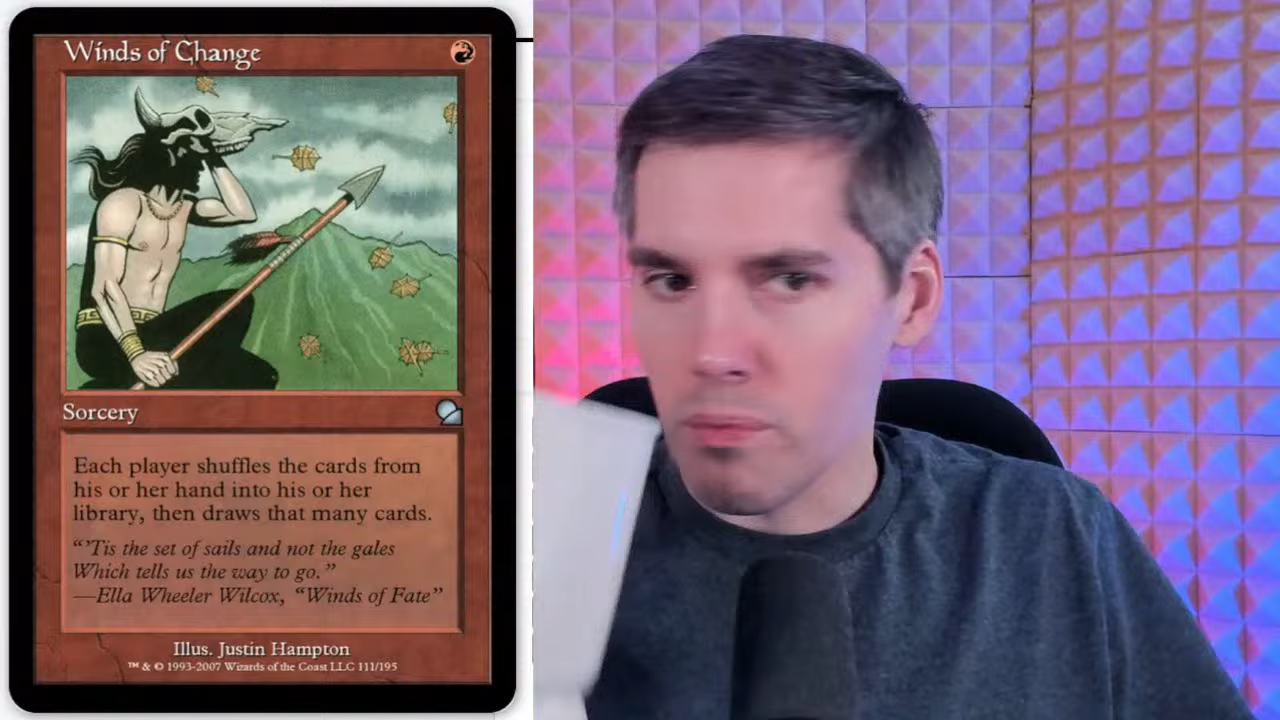 Winds of Change
Sorcery
Each player shuffles the cards from
his or her hand into his or her
library, then draws that many cards.
“’Tis the set of sails and not the gales
Which tells us the way to go.”
—Ella Wheeler Wilcox, “Winds of Fate”
Illus. Justin Hampton
™ & © 1993-2007 Wizards of the Coast LLC 111/195